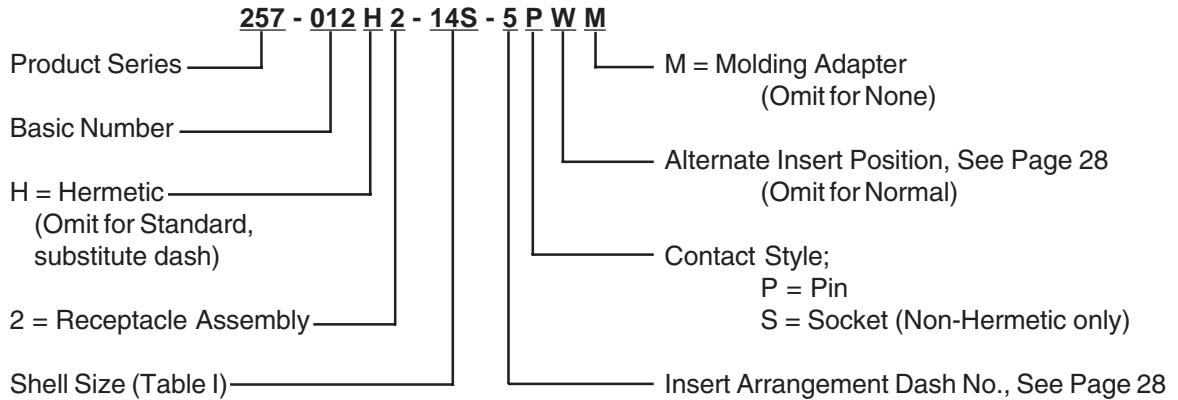 257 - 012 H 2 - 14S - 5 P W M
Product Series
Basic Number
H = Hermetic
(Omit for Standard,
substitute dash)
2 = Receptacle Assembly
Shell Size (Table I)
M = Molding Adapter
(Omit for None)
Alternate Insert Position, See Page 28
(Omit for Normal)
Contact Style;
P = Pin
S = Socket (Non-Hermetic only)
Insert Arrangement Dash No., See Page 28